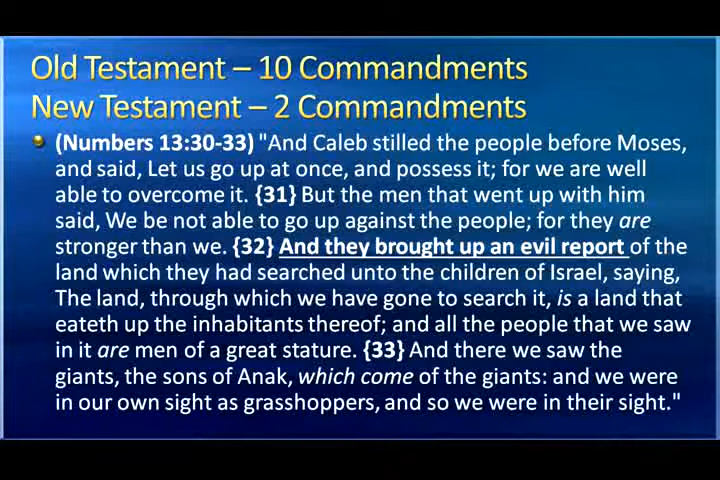 Old Testament – 10 Commandments
New Testament – 2 Commandments
(Numbers 13:30-33) "And Caleb stilled the people before Moses,
and said, Let us go up at once, and possess it; for we are well
able to overcome it. {31} But the men that went up with him
said, We be not able to go up against the people; for they are
stronger than we. {32} And they brought up an evil report of the
land which they had searched unto the children of Israel, saying,
The land, through which we have gone to search it, is a land that
eateth up the inhabitants thereof; and all the people that we saw
in it are men of a great stature. {33} And there we saw the
giants, the sons of Anak, which come of the giants: and we were
in our own sight as grasshoppers, and so we were in their sight."